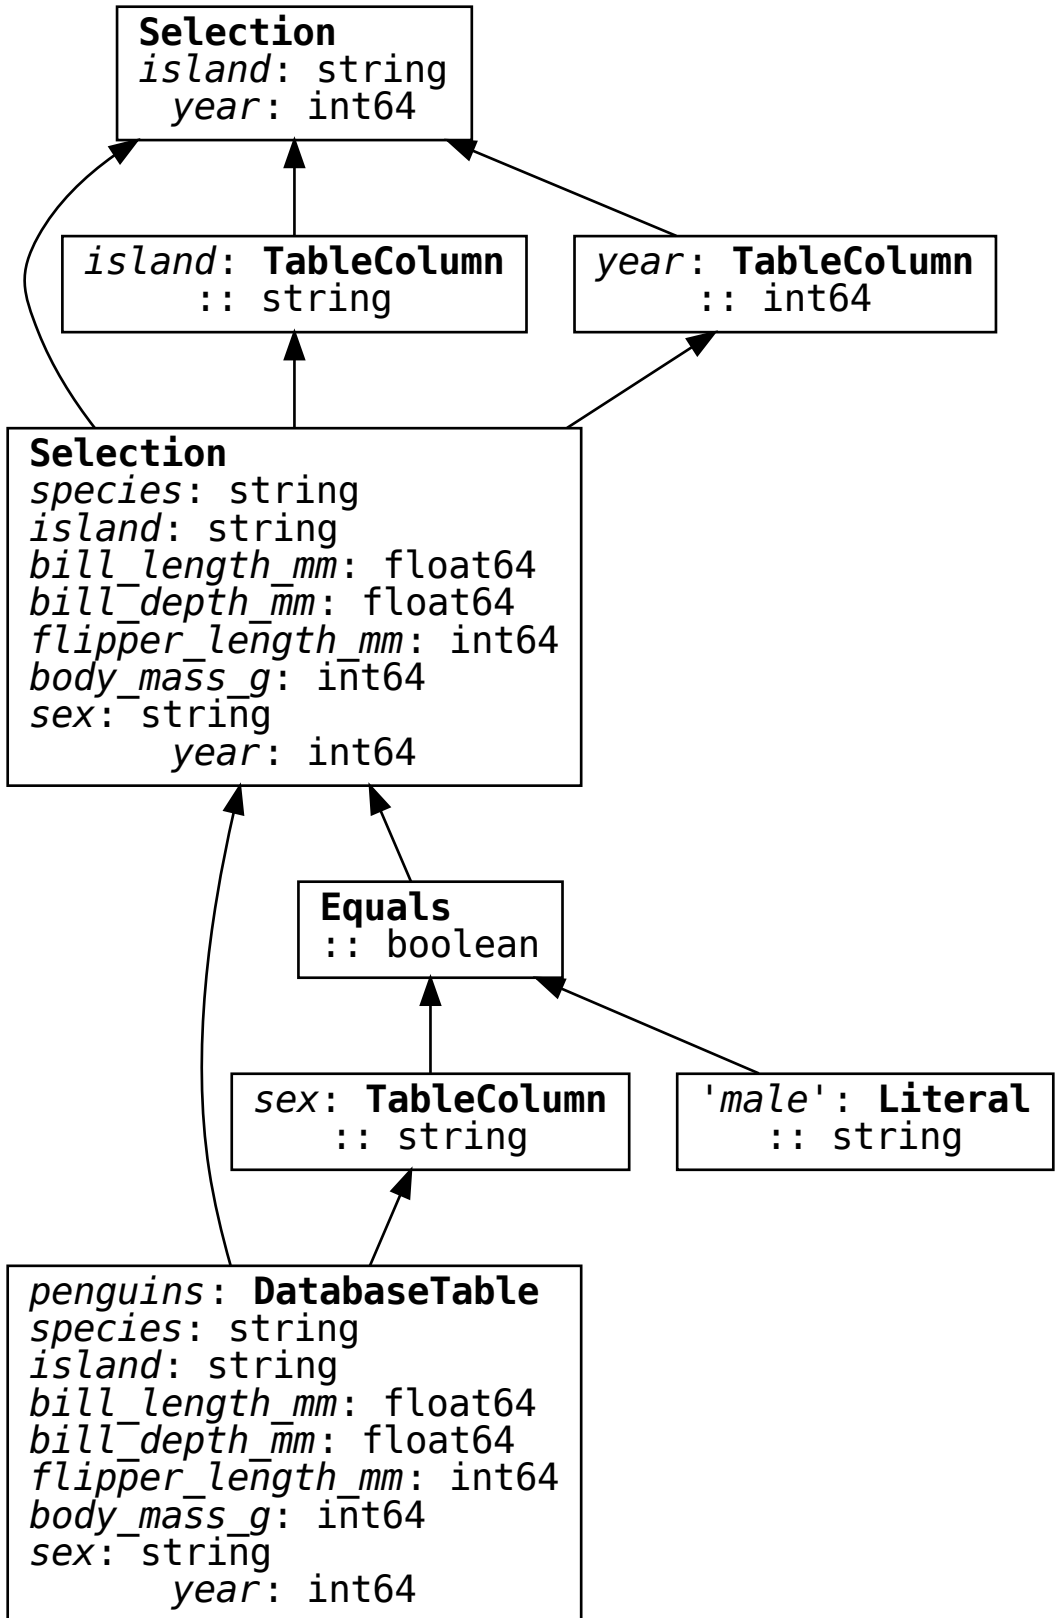 Selection
island: string
year: int64
island: TableColumn
:: string
year: TableColumn
:: int64
Selection
species: string
island: string
bill_length_mm: float64
bill_depth_mm: float64
flipper_length_mm: int64
body_mass_g: int64
sex: string
year: int64
Equals
:: boolean
sex: TableColumn
:: string
'male': Literal
:: string
penguins: DatabaseTable
species: string
island: string
bill_length_mm: float64
bill_depth_mm: float64
flipper_length_mm: int64
body_mass_g: int64
sex: string
year: int64